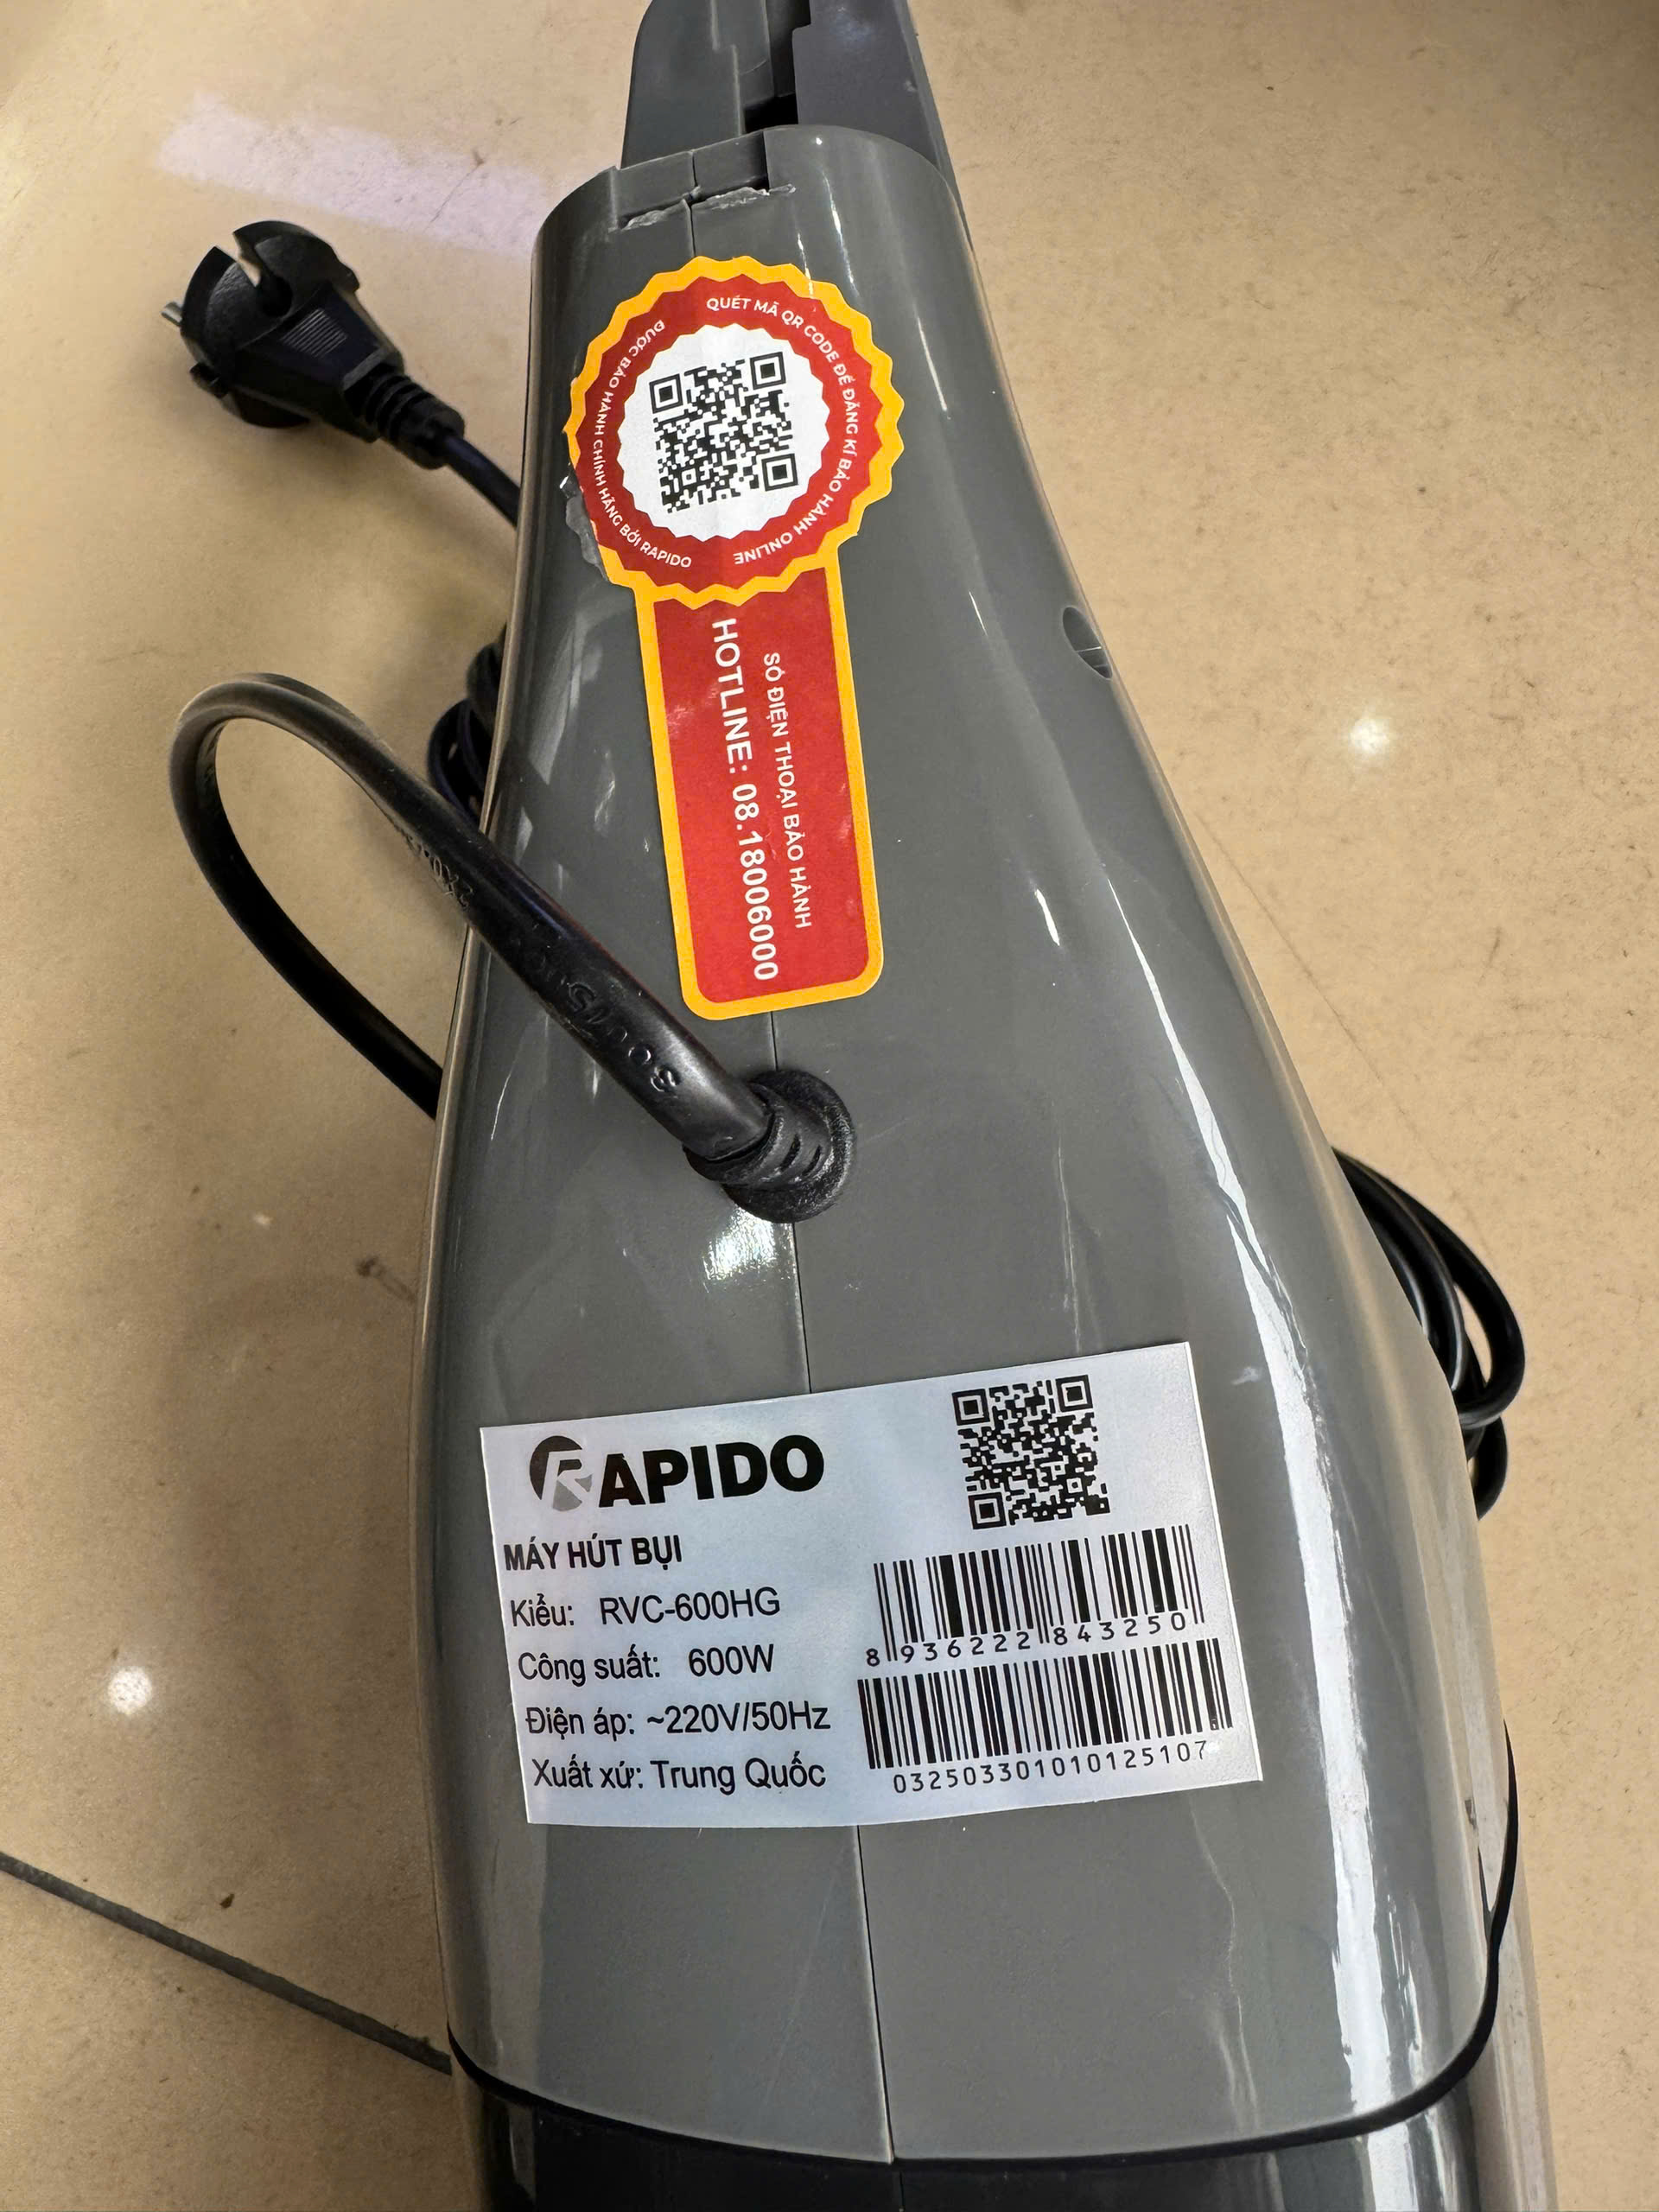 QUÉT MÃ QR CODE ĐỂ ĐĂNG KÍ BẢO HÀNH ONLINE
ĐƯỢC BẢO HÀNH CHÍNH HÃNG BỞI RAPIDO
SỐ ĐIỆN THOẠI BẢO HÀNH
HOTLINE: 08.18006000
RAPIDO
MÁY HÚT BỤI
Kiểu: RVC-600HG
Công suất: 600W
Điện áp: ~220V/50Hz
Xuất xứ: Trung Quốc
8 936222 843250
032503301010125107